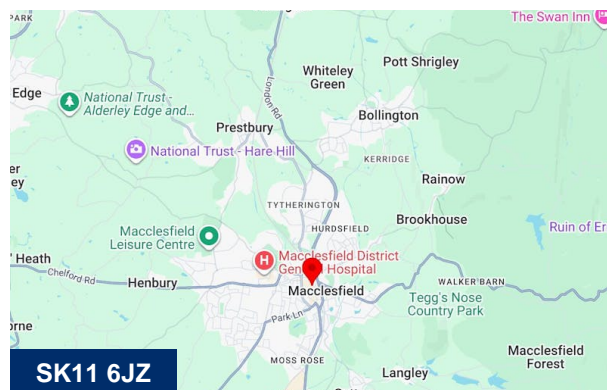 PARK
The Swan Inn
Pott Shrigley
Whiteley
Green
Edge
National Trust -
Alderley Edge and...
London Rd
Bollington
Prestbury
KERRIDGE
National Trust - Hare Hill
er
ey
Rainow
TYTHERINGTON
Brookhouse
HURDSFIELD
Ruin of Er
Macclesfield
Leisure Centre
' Heath
Chelford Rd
Macclesfield District
General Hospital
H
Henbury
Macclesfield
WALKER BARN
Tegg's Nose
Country Park
Park Ln
orne
MOSS ROSE
Macclesfield
Forest
Langley
SK11 6JZ